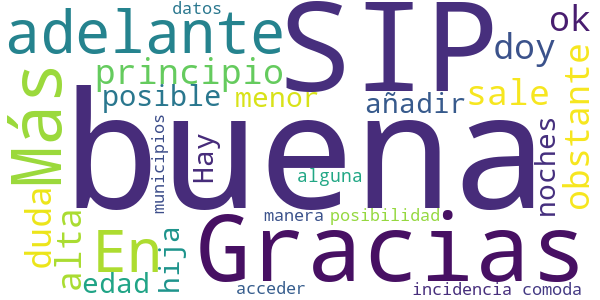 datos
adelante
SIP
ok
doy
principio
posible
menor
añadir
sale
obstante
Más
buena
municipios
Hay
alguna
noches
duda
alta
En
hija
edad
manera
posibilidad
Gracias
acceder
incidencia
comoda